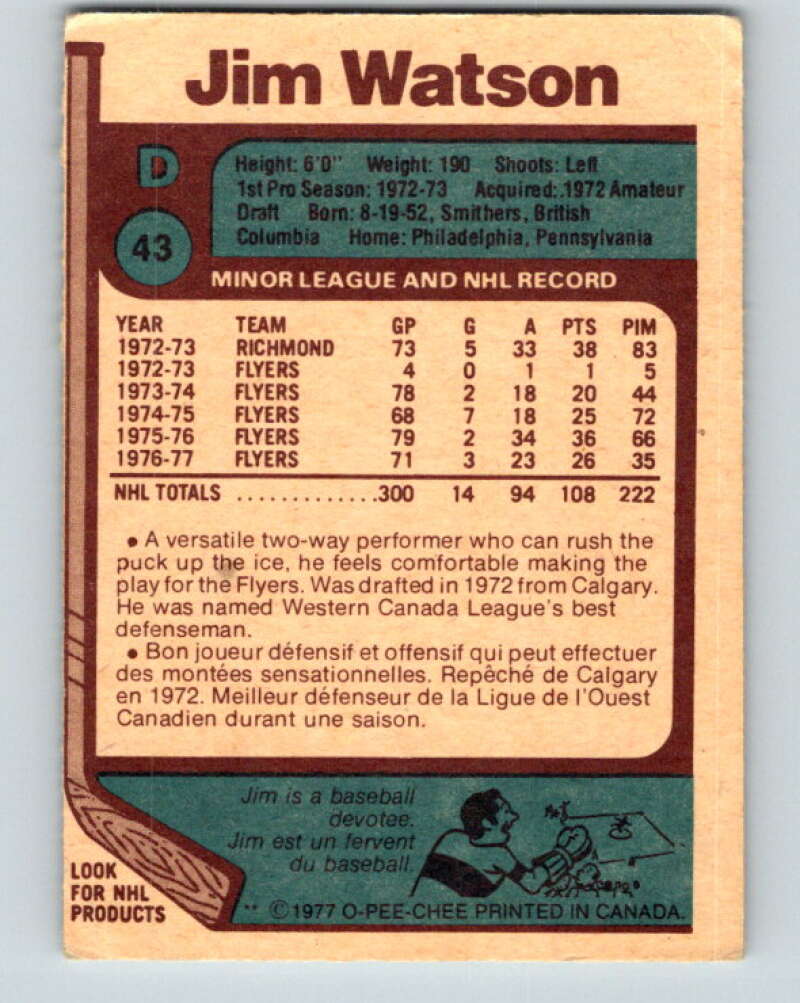 Jim Watson
D
43
Height: 6'0" Weight: 190 Shoots: Left
1st Pro Season: 1972-73 Acquired: 1972 Amateur
Draft Born: 8-19-52, Smithers, British
Columbia Home: Philadelphia, Pennsylvania
MINOR LEAGUE AND NHL RECORD
YEAR TEAM GP G A PTS PIM
1972-73 RICHMOND 73 5 33 38 83
1972-73 FLYERS 4 0 1 1 5
1973-74 FLYERS 78 2 18 20 44
1974-75 FLYERS 68 7 18 25 72
1975-76 FLYERS 79 2 34 36 66
1976-77 FLYERS 71 3 23 26 35
NHL TOTALS .............300 14 94 108 222
• A versatile two-way performer who can rush the
puck up the ice, he feels comfortable making the
play for the Flyers. Was drafted in 1972 from Calgary.
He was named Western Canada League's best
defenseman.
• Bon joueur défensif et offensif qui peut effectuer
des montées sensationnelles. Repêché de Calgary
en 1972. Meilleur défenseur de la Ligue de l'Ouest
Canadien durant une saison.
Jim is a baseball
devotee.
Jim est un fervent
du baseball.
LOOK
FOR NHL
PRODUCTS
** © 1977 O-PEE-CHEE PRINTED IN CANADA.